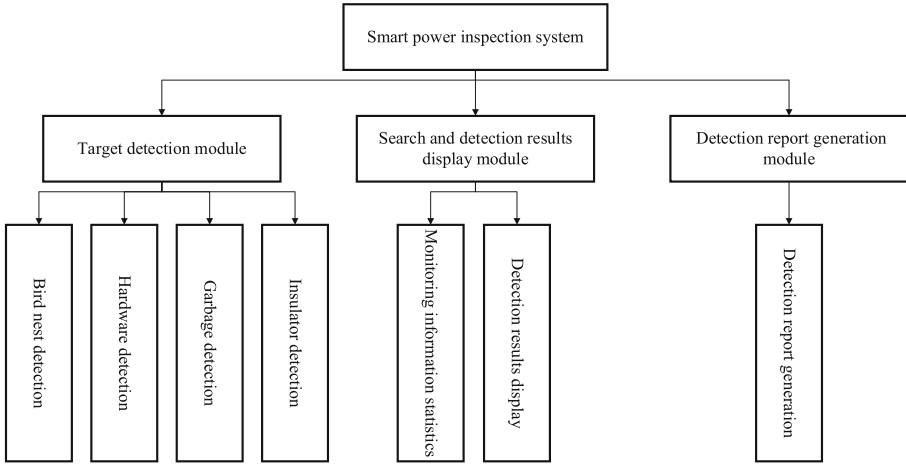 Smart power inspection system
Target detection module
Search and detection results
display module
Detection report generation
module
Bird nest detection
Hardware detection
Garbage detection
Insulator detection
Monitoring information statistics
Detection results display
Detection report generation